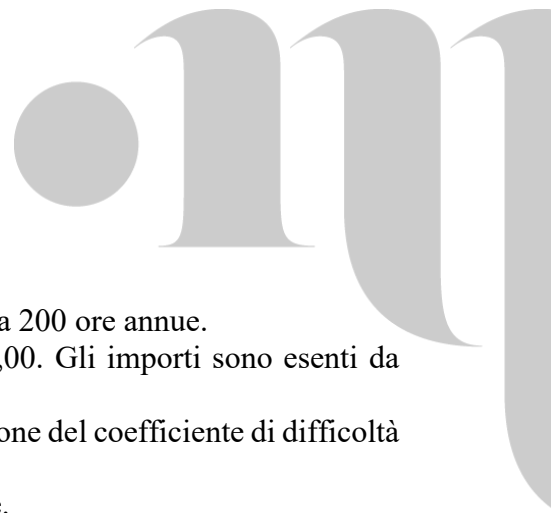 a 200 ore annue.
,00. Gli importi sono esenti da
one del coefficiente di difficoltà